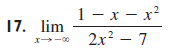 17. lim x→−∞ (1 − x − x²)/(2x² − 7)